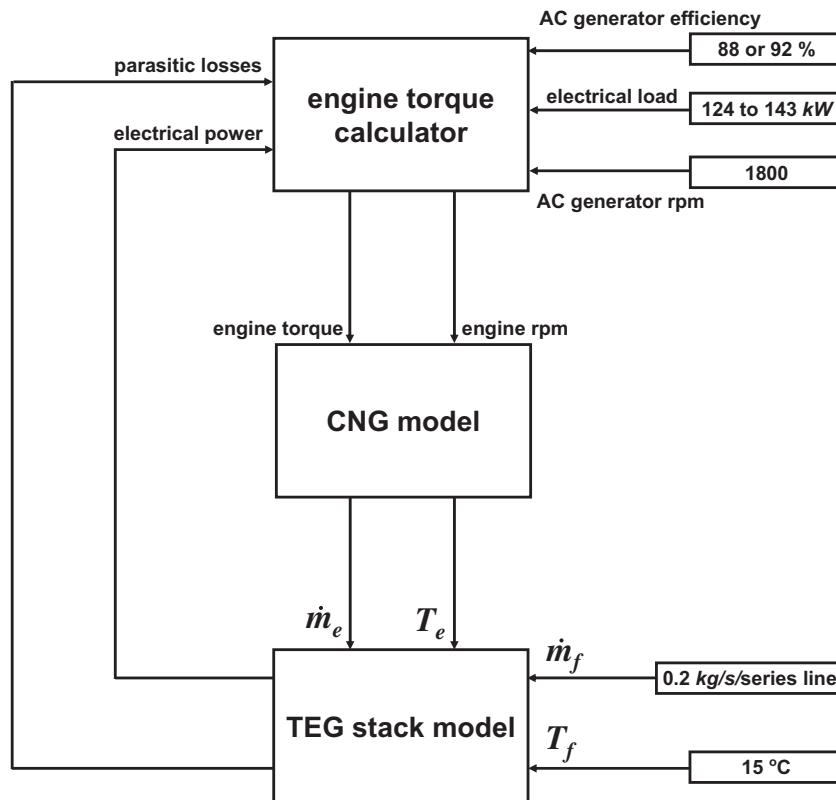 AC generator efficiency
88 or 92 %
parasitic losses
engine torque
calculator
electrical load
124 to 143 kW
electrical power
1800
AC generator rpm
engine torque
engine rpm
CNG model
ṁₑ
Tₑ
ṁ_f
0.2 kg/s/series line
TEG stack model
T_f
15 °C